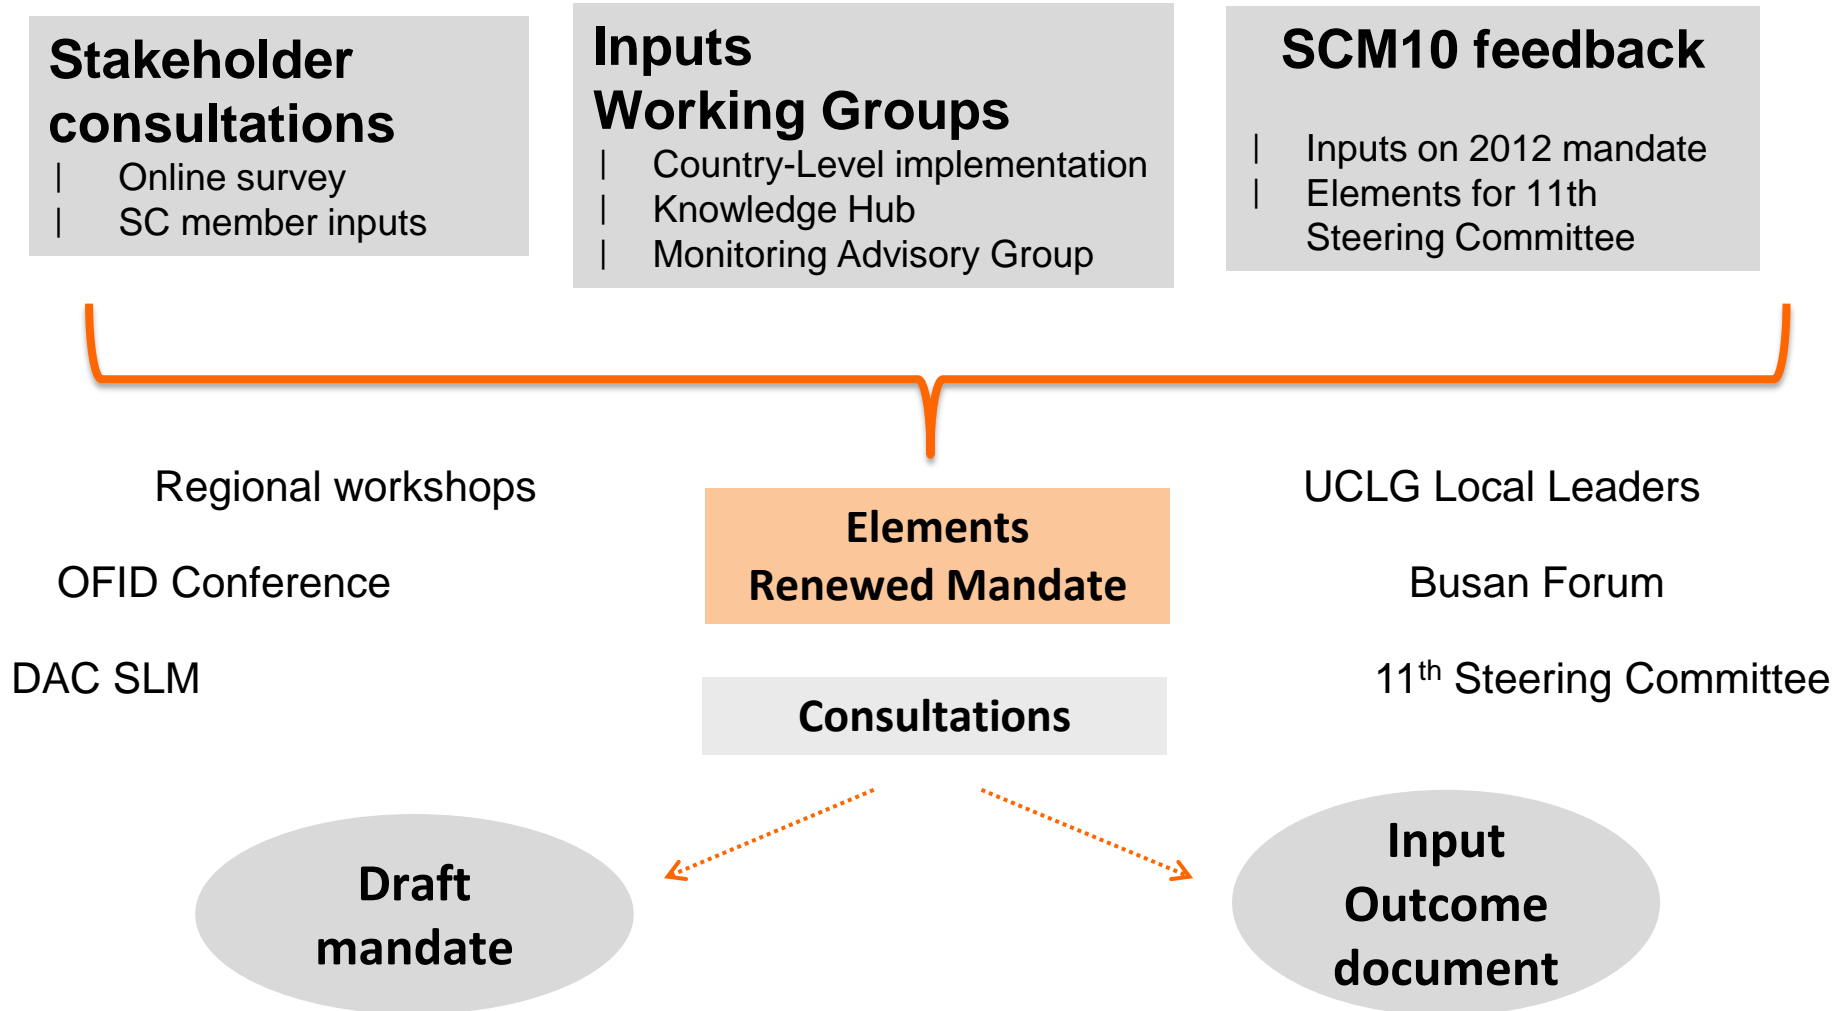 Stakeholder
consultations
| Online survey
| SC member inputs
Inputs
Working Groups
| Country-Level implementation
| Knowledge Hub
| Monitoring Advisory Group
SCM10 feedback
| Inputs on 2012 mandate
| Elements for 11th
Steering Committee
Regional workshops
OFID Conference
DAC SLM
Elements
Renewed Mandate
Consultations
UCLG Local Leaders
Busan Forum
11th Steering Committee
Draft
mandate
Input
Outcome
document